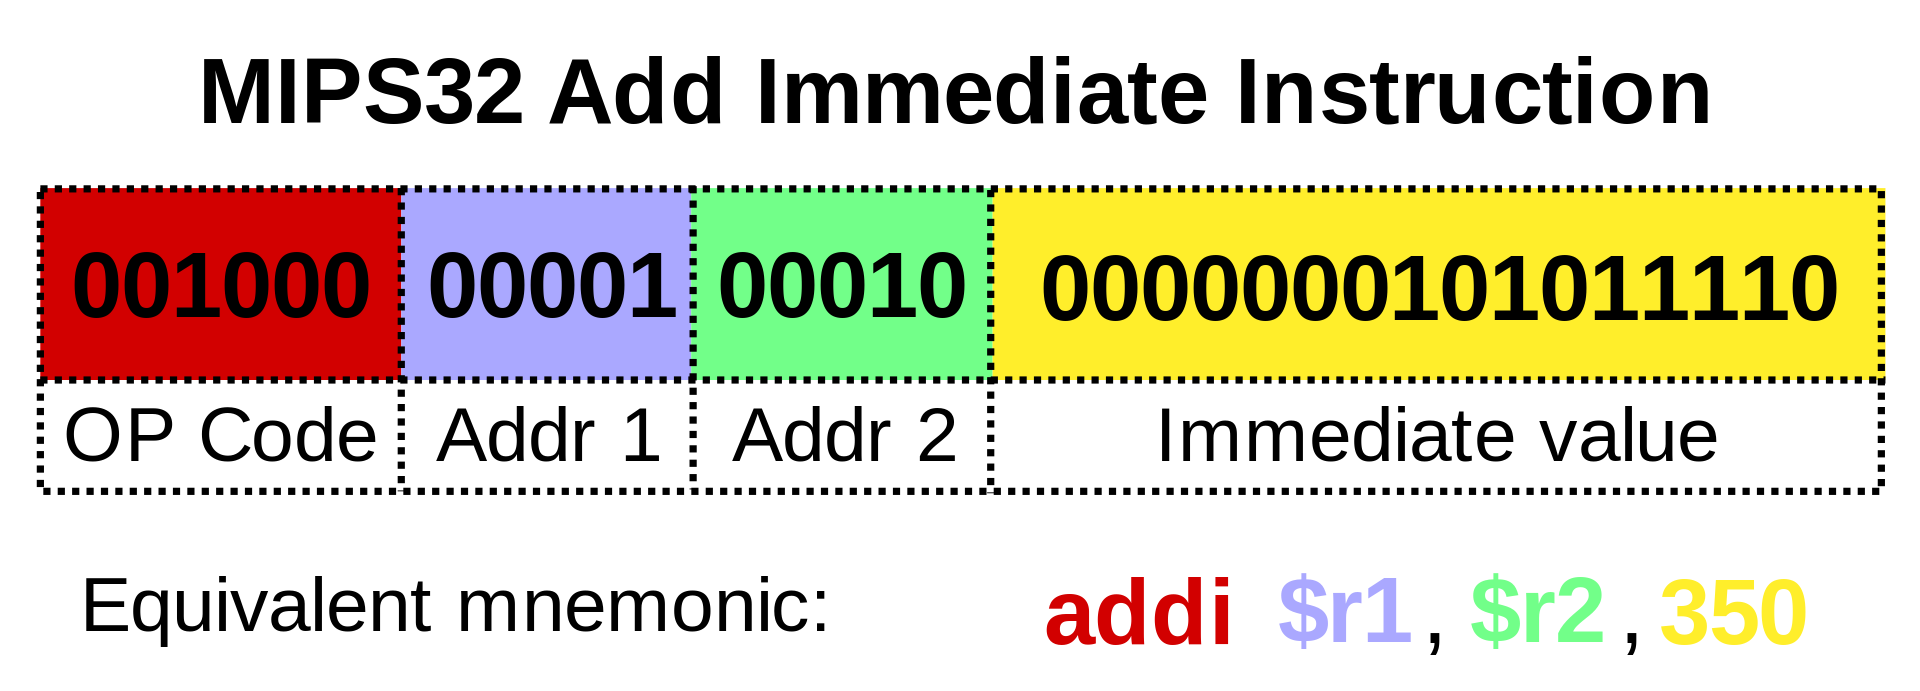 MIPS32 Add Immediate Instruction
001000 00001 00010 0000000101011110
OP Code Addr 1 Addr 2 Immediate value
Equivalent mnemonic: addi $r1 , $r2 , 350